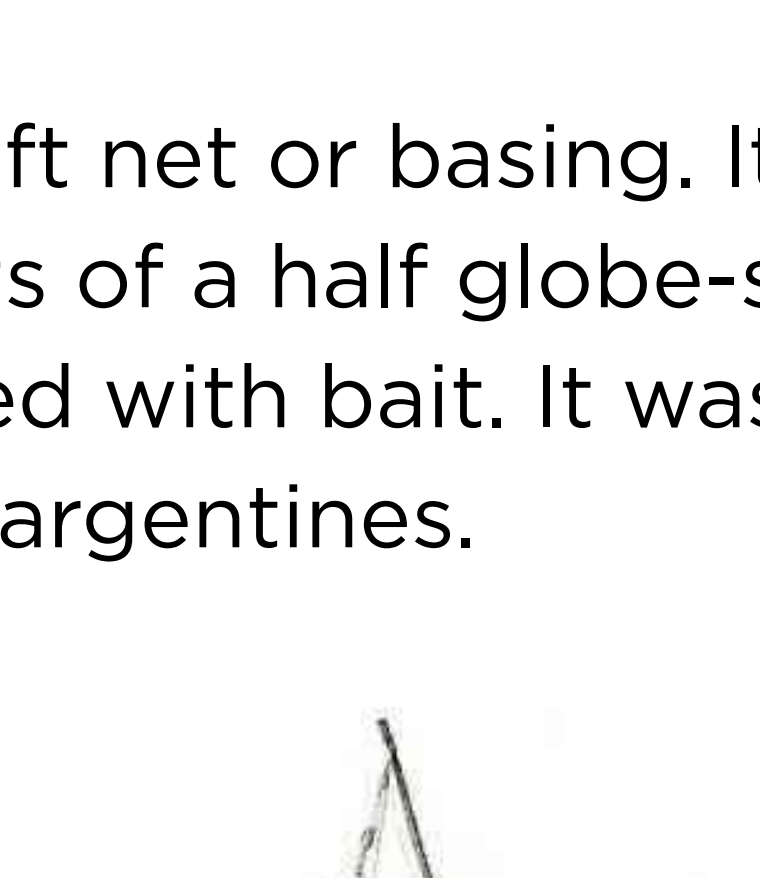 ft net or basing. It
s of a half globe-s
ed with bait. It was
argentines.